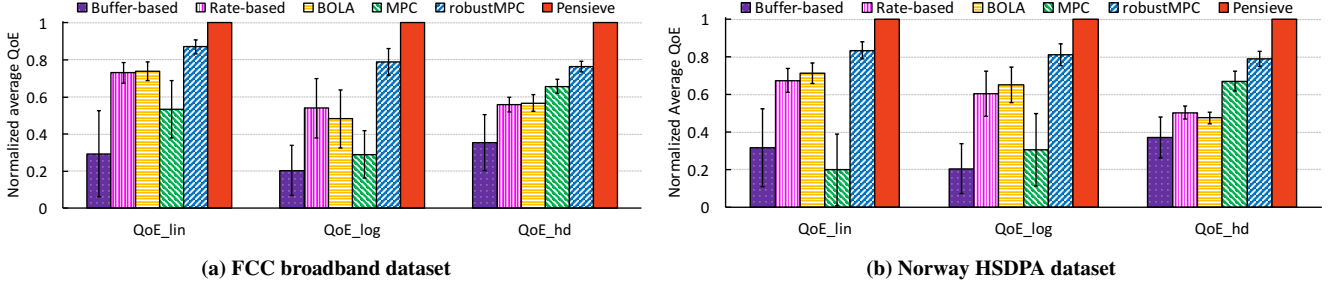 Buffer-based Rate-based BOLA MPC robustMPC Pensieve
Normalized average QoE
1
0.8
0.6
0.4
0.2
0
QoE_lin QoE_log QoE_hd
(a) FCC broadband dataset
Buffer-based Rate-based BOLA MPC robustMPC Pensieve
Normalized Average QoE
1
0.8
0.6
0.4
0.2
0
QoE_lin QoE_log QoE_hd
(b) Norway HSDPA dataset